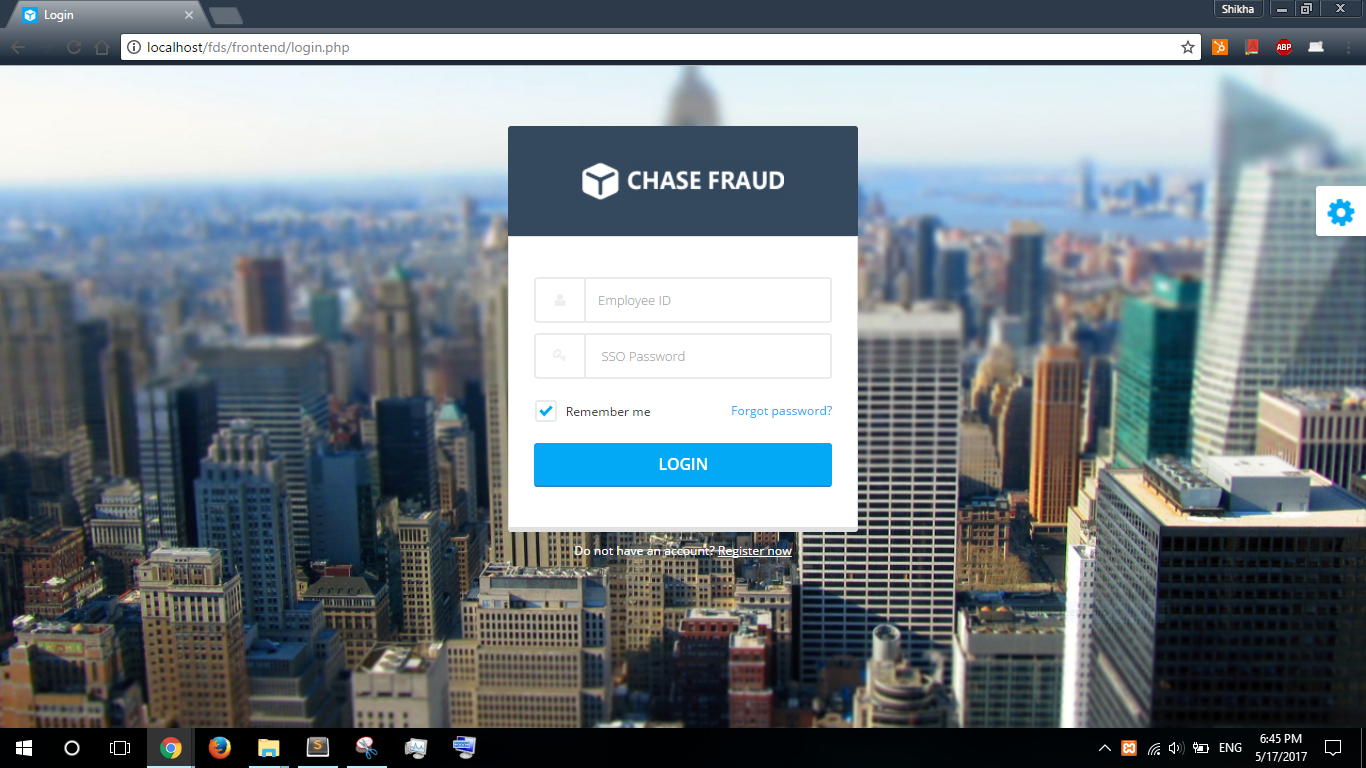 Login
Shikha
localhost/fds/frontend/login.php
ABP
CHASE FRAUD
Employee ID
SSO Password
Remember me
Forgot password?
LOGIN
Do not have an account? Register now
S
ENG
6:45 PM
5/17/2017